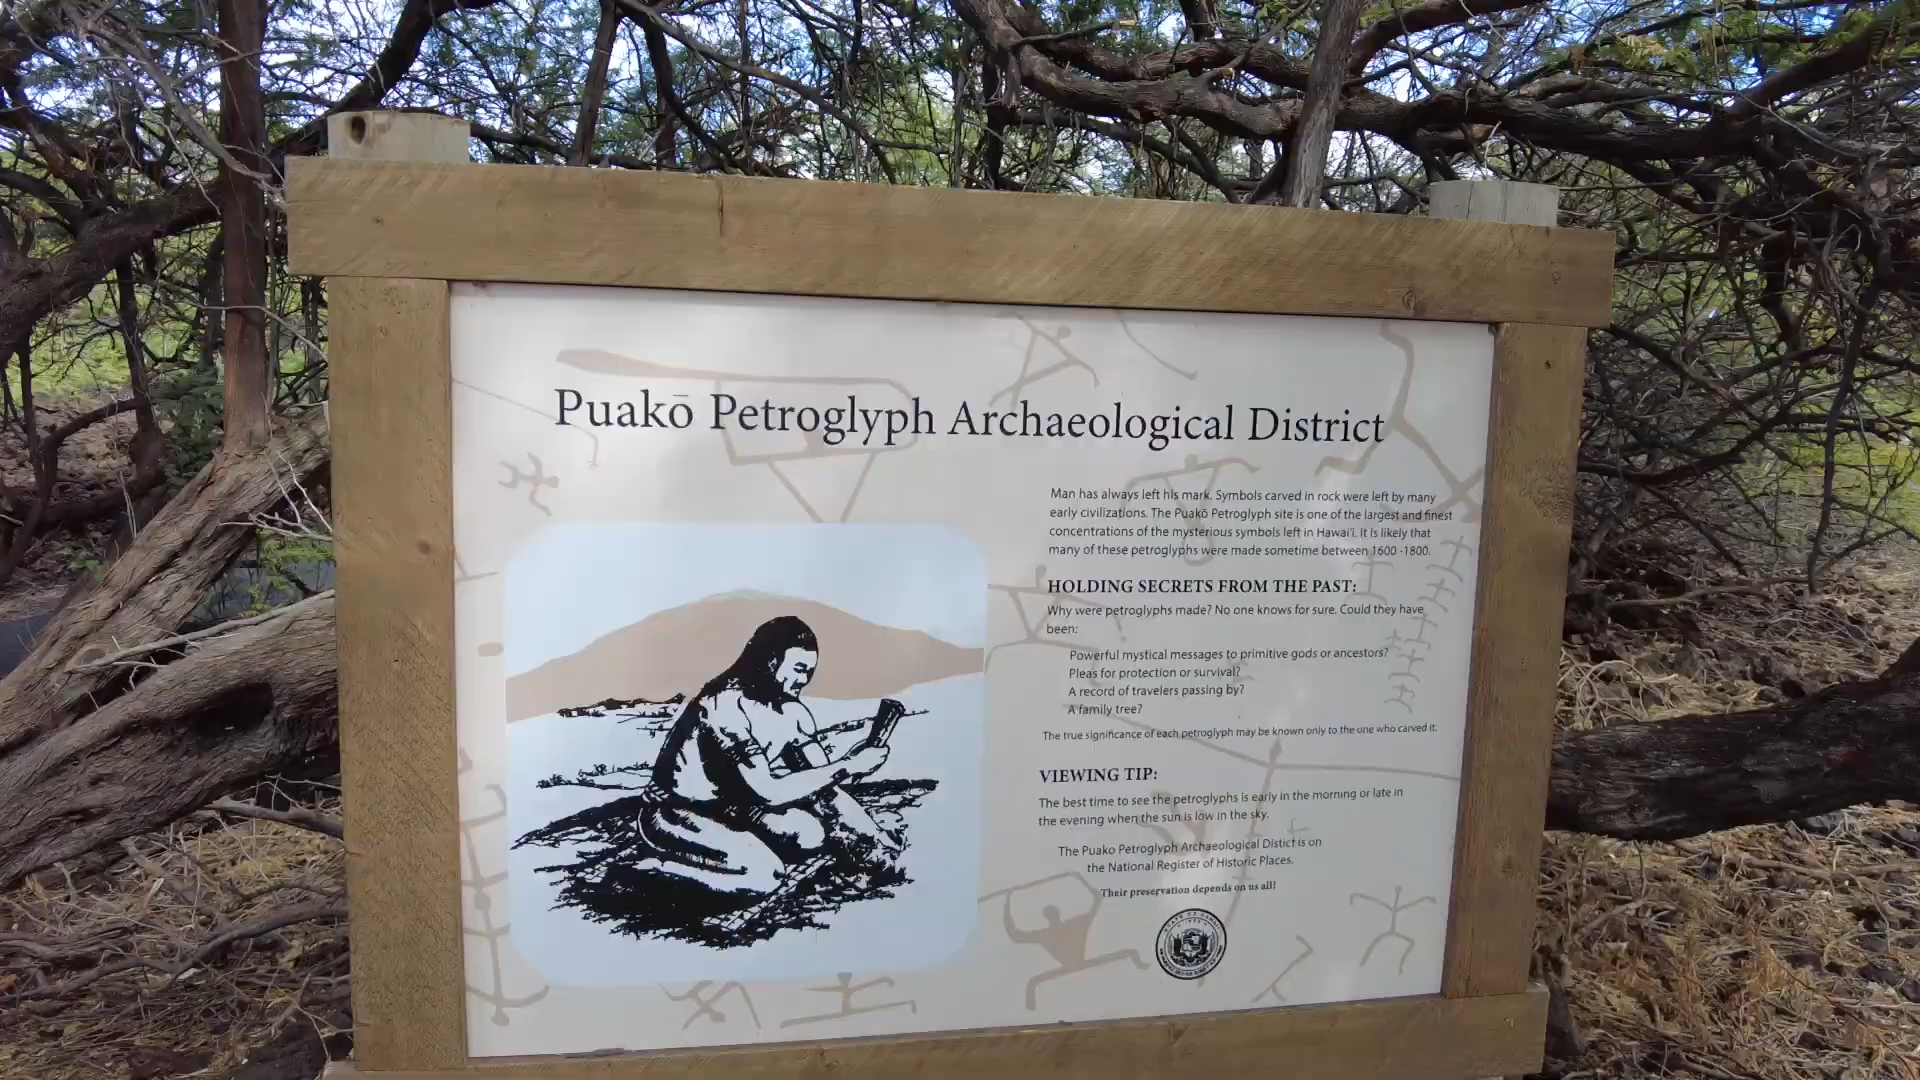 Puakō Petroglyph Archaeological District
Man has always left his mark. Symbols carved in rock were left by many
early civilizations. The Puakō Petroglyph site is one of the largest and finest
concentrations of the mysterious symbols left in Hawai'i. It is likely that
many of these petroglyphs were made sometime between 1600 -1800.
HOLDING SECRETS FROM THE PAST:
Why were petroglyphs made? No one knows for sure. Could they have
been:
Powerful mystical messages to primitive gods or ancestors?
Pleas for protection or survival?
A record of travelers passing by?
A family tree?
The true significance of each petroglyph may be known only to the one who carved it.
VIEWING TIP:
The best time to see the petroglyphs is early in the morning or late in
the evening when the sun is low in the sky.
The Puako Petroglyph Archaeological Distict is on
the National Register of Historic Places.
Their preservation depends on us all!
STATE OF HAWAII